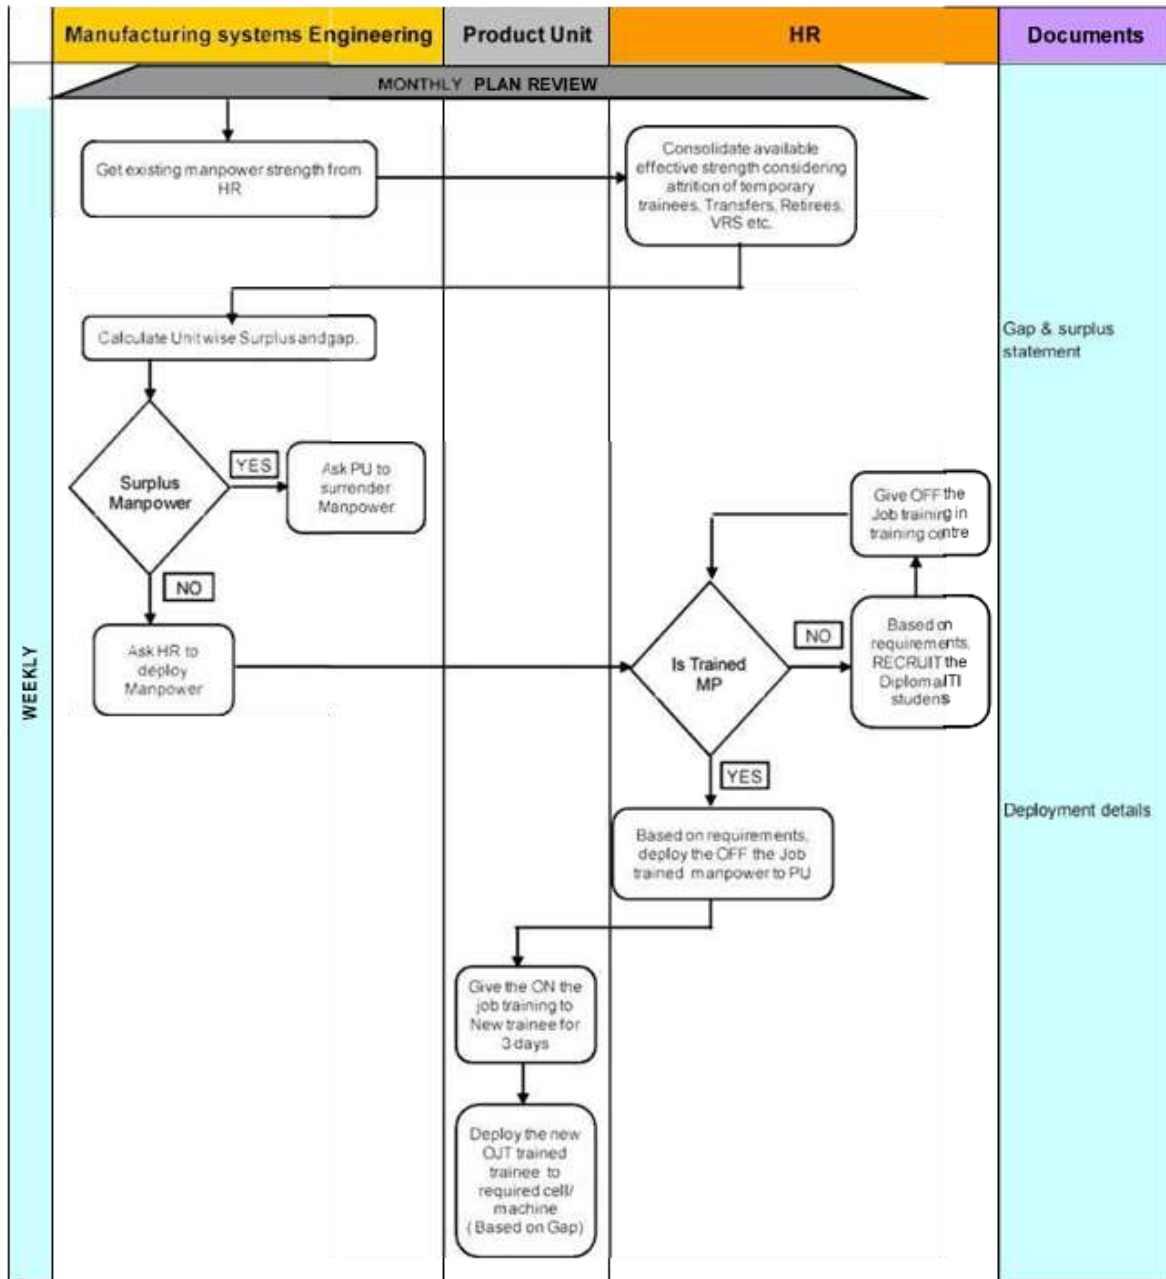 Manufacturing systems Engineering
Product Unit
HR
Documents
MONTHLY PLAN REVIEW
WEEKLY
Get existing manpower strength from
HR
Consolidate available
effective strength considering
attrition of temporary
trainees, Transfers, Retirees,
VRS etc.
Calculate Unitwise Surplus and gap.
Gap & surplus
statement
Surplus
Manpower
YES
Ask PU to
surrender
Manpower
NO
Ask HR to
deploy
Manpower
Give OFF the
Job training in
training centre
Is Trained
MP
NO
Based on
requirements,
RECRUIT the
Diploma ITI
studens
YES
Based on requirements,
deploy the OFF the Job
trained manpower to PU
Deployment details
Give the ON the
job training to
New trainee for
3 days
Deploy the new
OJT trained
trainee to
required cell/
machine
( Based on Gap)